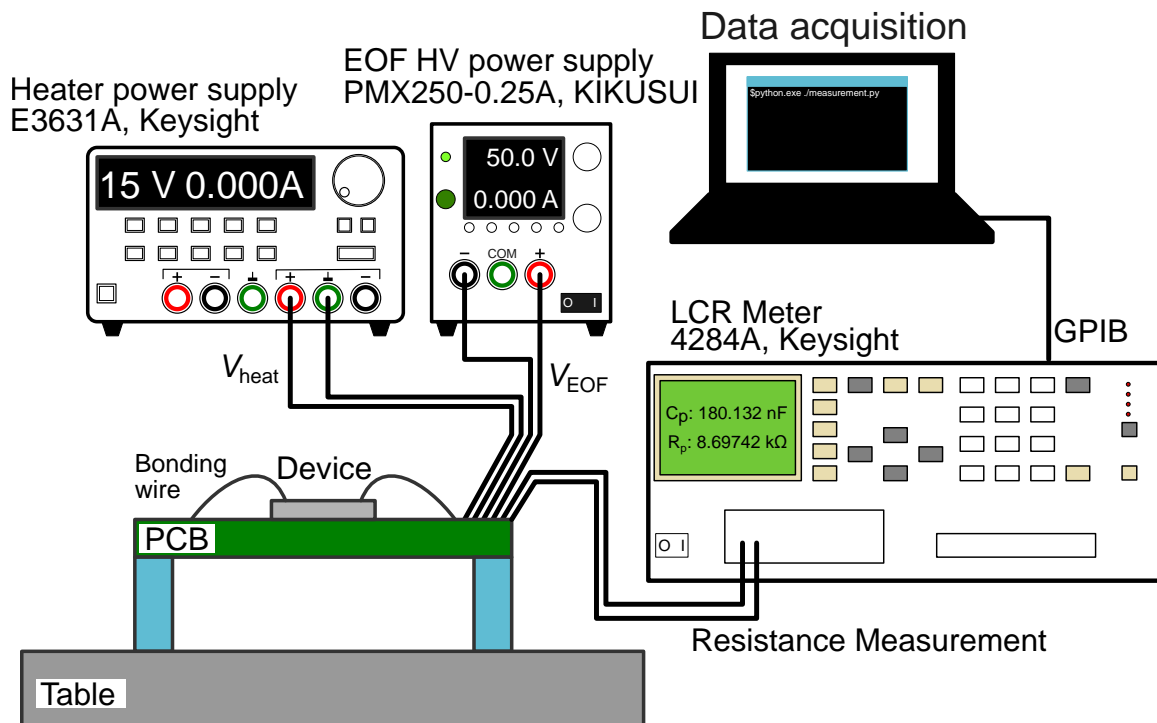 Data acquisition
$python.exe ./measurement.py
EOF HV power supply
PMX250-0.25A, KIKUSUI
Heater power supply
E3631A, Keysight
15 V 0.000A
+ − + −
50.0 V
0.000 A
− COM +
O I
V_heat
V_EOF
LCR Meter
4284A, Keysight
GPIB
Cp: 180.132 nF
Rp: 8.69742 kΩ
O I
Bonding
wire
Device
PCB
Resistance Measurement
Table